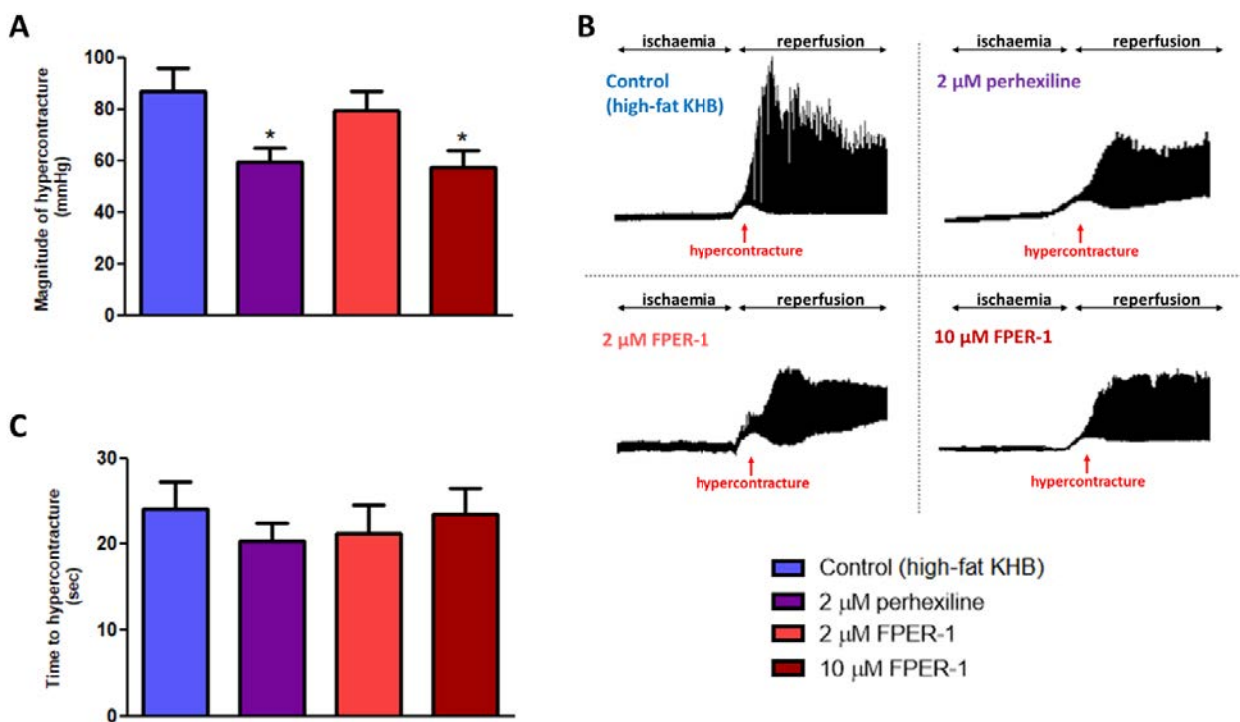 A
Magnitude of hypercontracture
(mmHg)
100
80
60
40
20
0
*
*
B
ischaemia
reperfusion
Control
(high-fat KHB)
hypercontracture
ischaemia
reperfusion
2 μM perhexiline
hypercontracture
ischaemia
reperfusion
2 μM FPER-1
hypercontracture
ischaemia
reperfusion
10 μM FPER-1
hypercontracture
C
Time to hypercontracture
(sec)
30
20
10
0
Control (high-fat KHB)
2 μM perhexiline
2 μM FPER-1
10 μM FPER-1